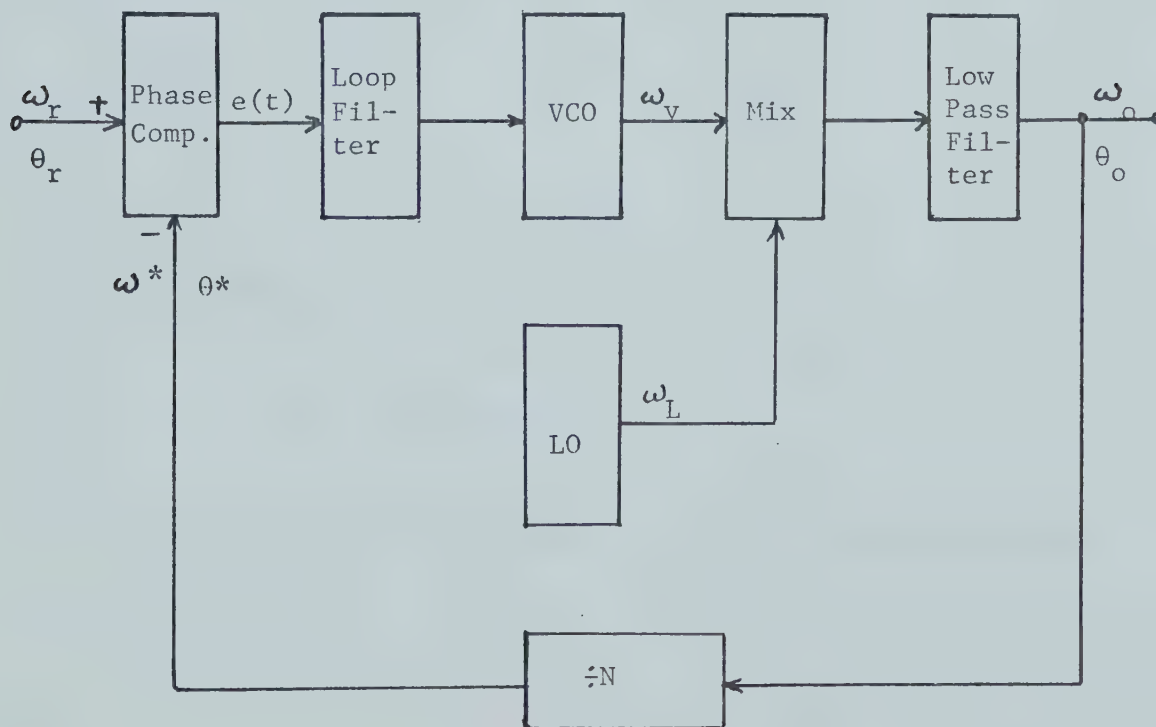 ω_r
+
θ_r
Phase
Comp.
e(t)
Loop
Fil-
ter
VCO
ω_v
Mix
Low
Pass
Fil-
ter
ω_o
θ_o
-
ω*
θ*
LO
ω_L
÷N